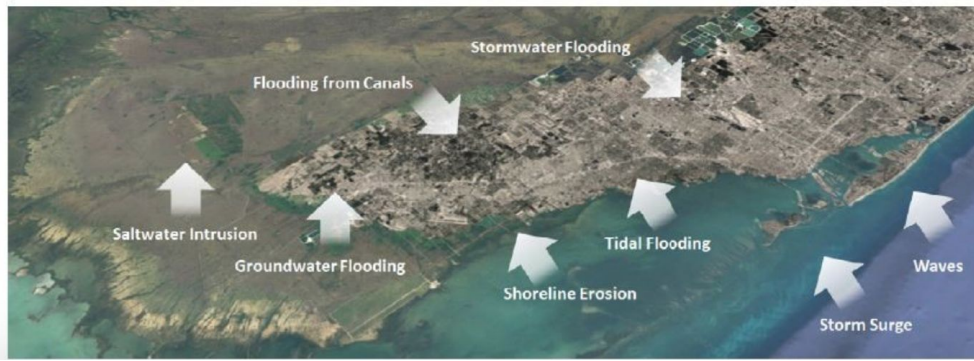 Stormwater Flooding
Flooding from Canals
Saltwater Intrusion
Groundwater Flooding
Tidal Flooding
Shoreline Erosion
Waves
Storm Surge